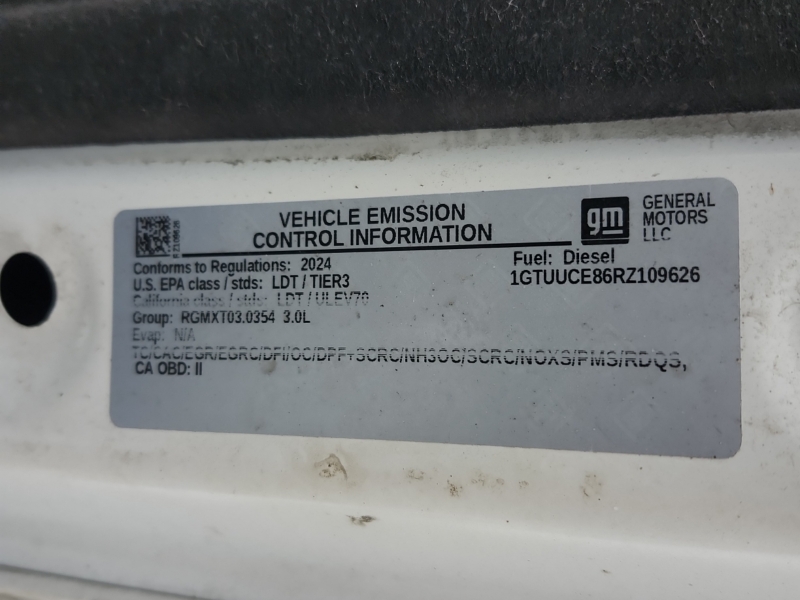 VEHICLE EMISSION
CONTROL INFORMATION
gm
GENERAL
MOTORS
LLC
Conforms to Regulations: 2024
U.S. EPA class / stds: LDT / TIER3
California class / stds: LDT / ULEV70
Group: RGMXT03.0354 3.0L
Evap: N/A
TC/CAC/EGR/EGRC/DFI/OC/DPF+SCRC/NH3OC/SCRC/NOXS/PMS/RDQS,
CA OBD: II
Fuel: Diesel
1GTUUCE86RZ109626